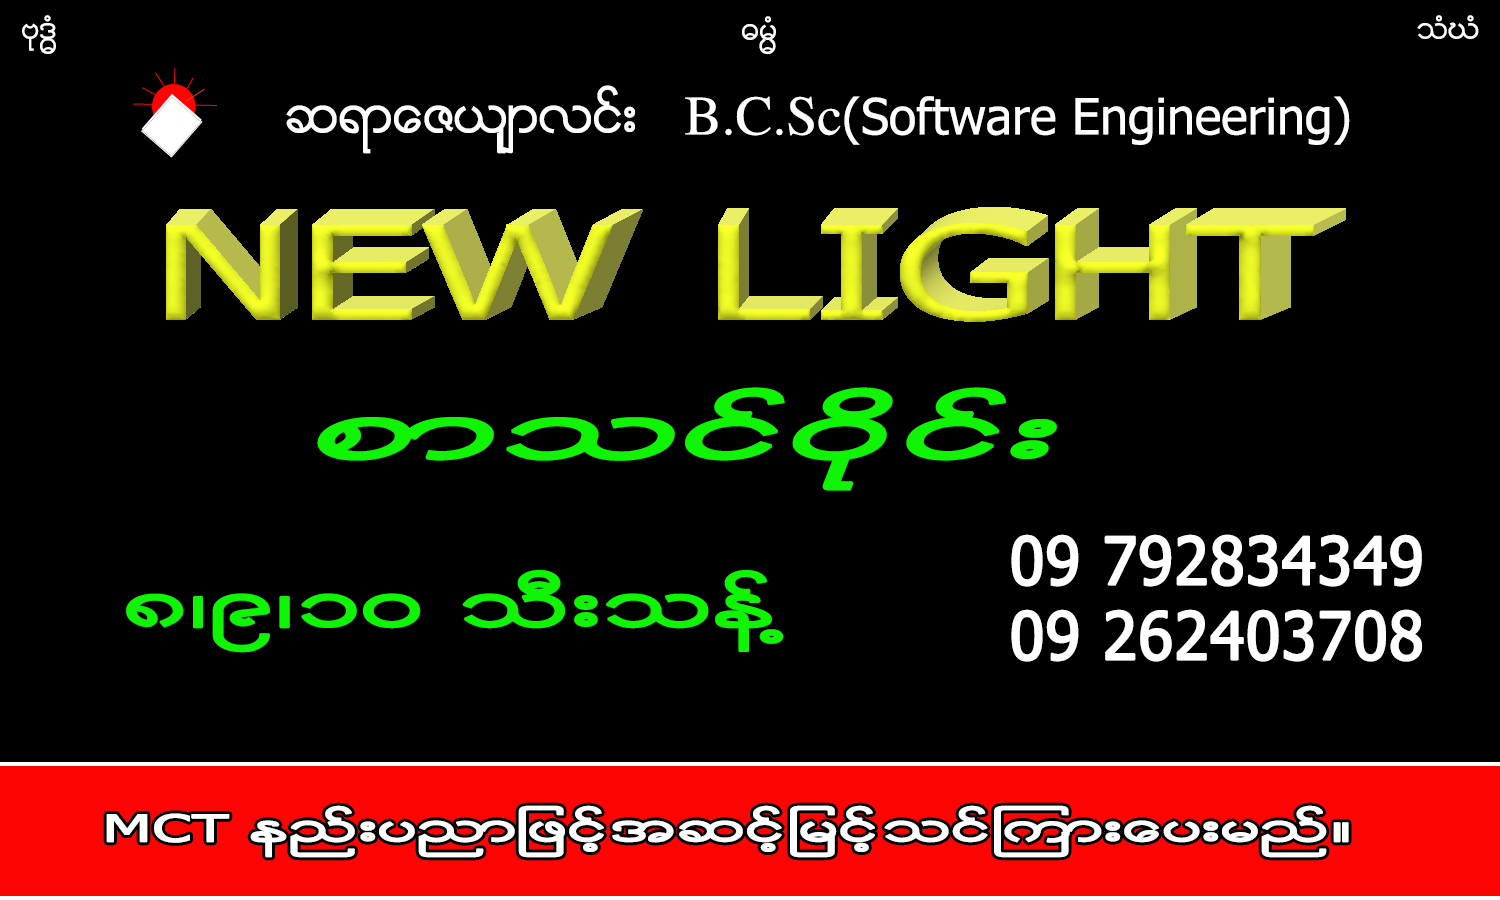 ဗုဒ္ဓံ ဓမ္မံ သံဃံ
ဆရာဇေယျာလင်း B.C.Sc(Software Engineering)
NEW LIGHT
စာသင်ဝိုင်း
၈၊၉၊၁၀ သီးသန့်
09 792834349
09 262403708
MCT နည်းပညာဖြင့်အဆင့်မြင့်သင်ကြားပေးမည်။